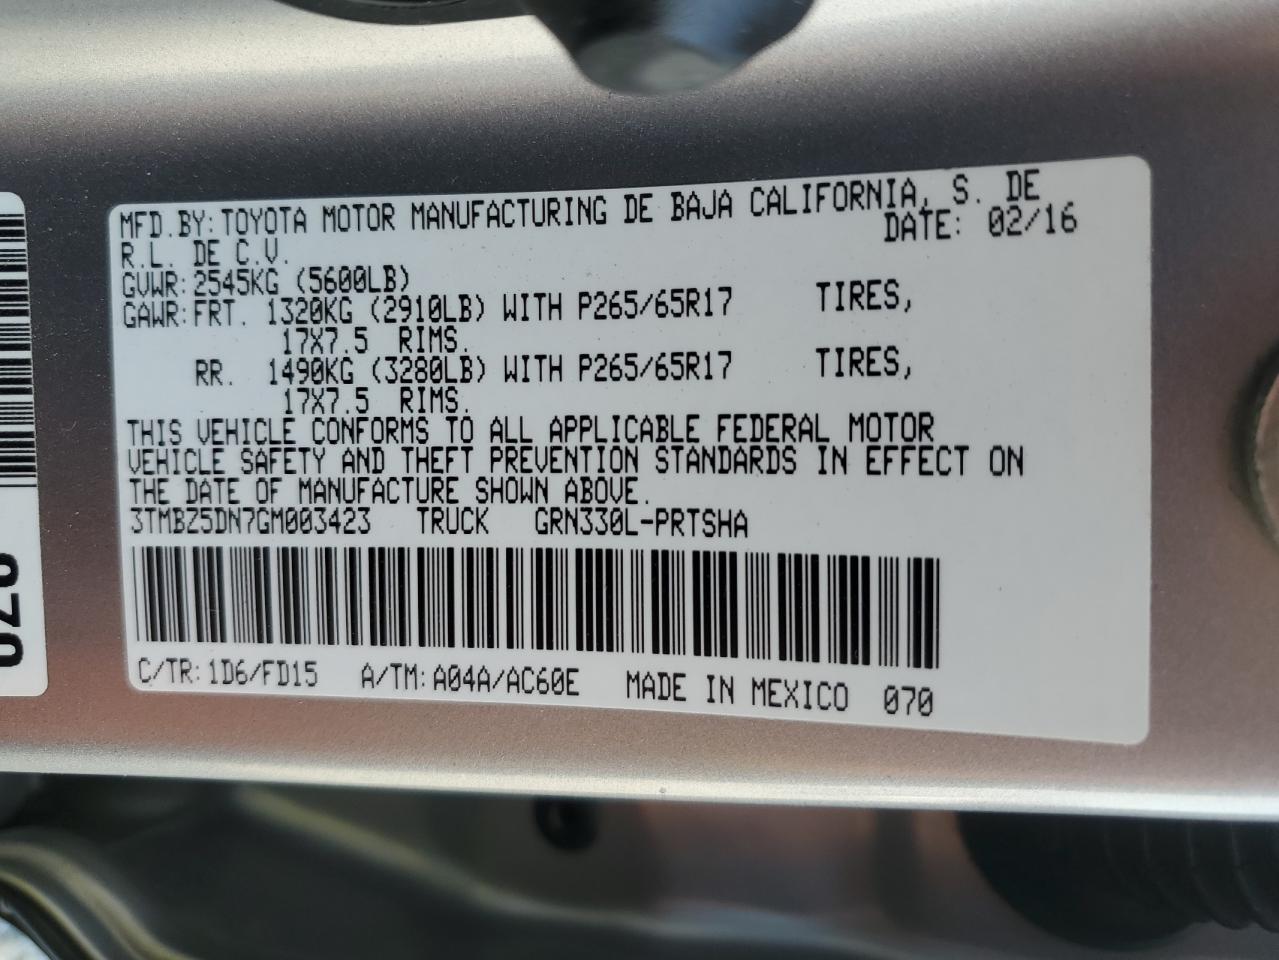 MFD.BY: TOYOTA MOTOR MANUFACTURING DE BAJA CALIFORNIA, S. DE
R.L. DE C.V. DATE: 02/16
GVWR: 2545KG (5600LB)
GAWR: FRT. 1320KG (2910LB) WITH P265/65R17 TIRES,
17X7.5 RIMS.
RR. 1490KG (3280LB) WITH P265/65R17 TIRES,
17X7.5 RIMS.
THIS VEHICLE CONFORMS TO ALL APPLICABLE FEDERAL MOTOR
VEHICLE SAFETY AND THEFT PREVENTION STANDARDS IN EFFECT ON
THE DATE OF MANUFACTURE SHOWN ABOVE.
3TMBZ5DN7GM003423 TRUCK GRN330L-PRTSHA
C/TR: 1D6/FD15 A/TM: A04A/AC60E MADE IN MEXICO 070